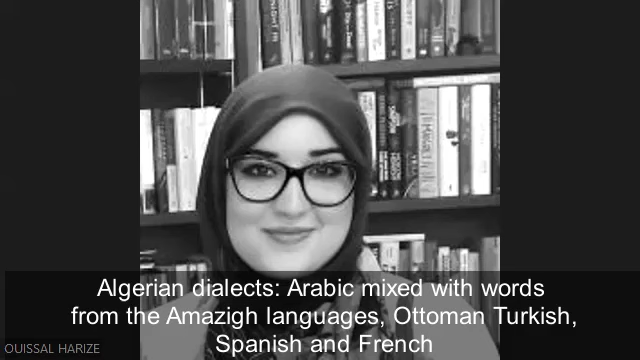 Algerian dialects: Arabic mixed with words
from the Amazigh languages, Ottoman Turkish,
Spanish and French
OUISSAL HARIZE